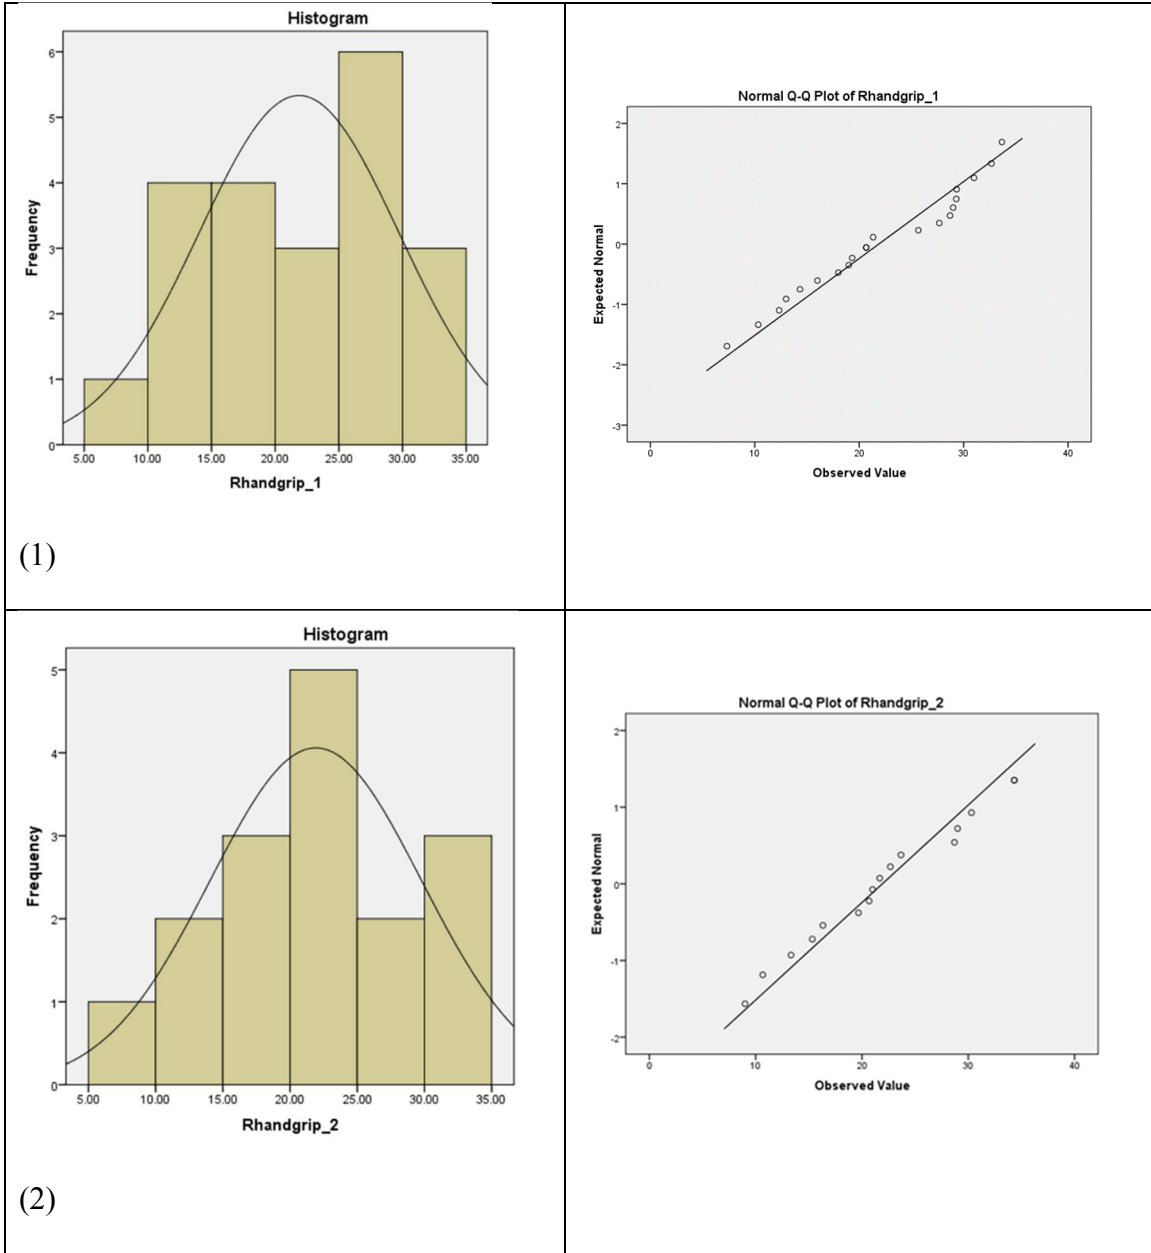 Histogram
6
5
4
3
2
1
0
Frequency
5.00 10.00 15.00 20.00 25.00 30.00 35.00
Rhandgrip_1
(1)
Normal Q-Q Plot of Rhandgrip_1
2
1
0
-1
-2
-3
Expected Normal
0 10 20 30 40
Observed Value
Histogram
5
4
3
2
1
0
Frequency
5.00 10.00 15.00 20.00 25.00 30.00 35.00
Rhandgrip_2
(2)
Normal Q-Q Plot of Rhandgrip_2
2
1
0
-1
-2
Expected Normal
0 10 20 30 40
Observed Value